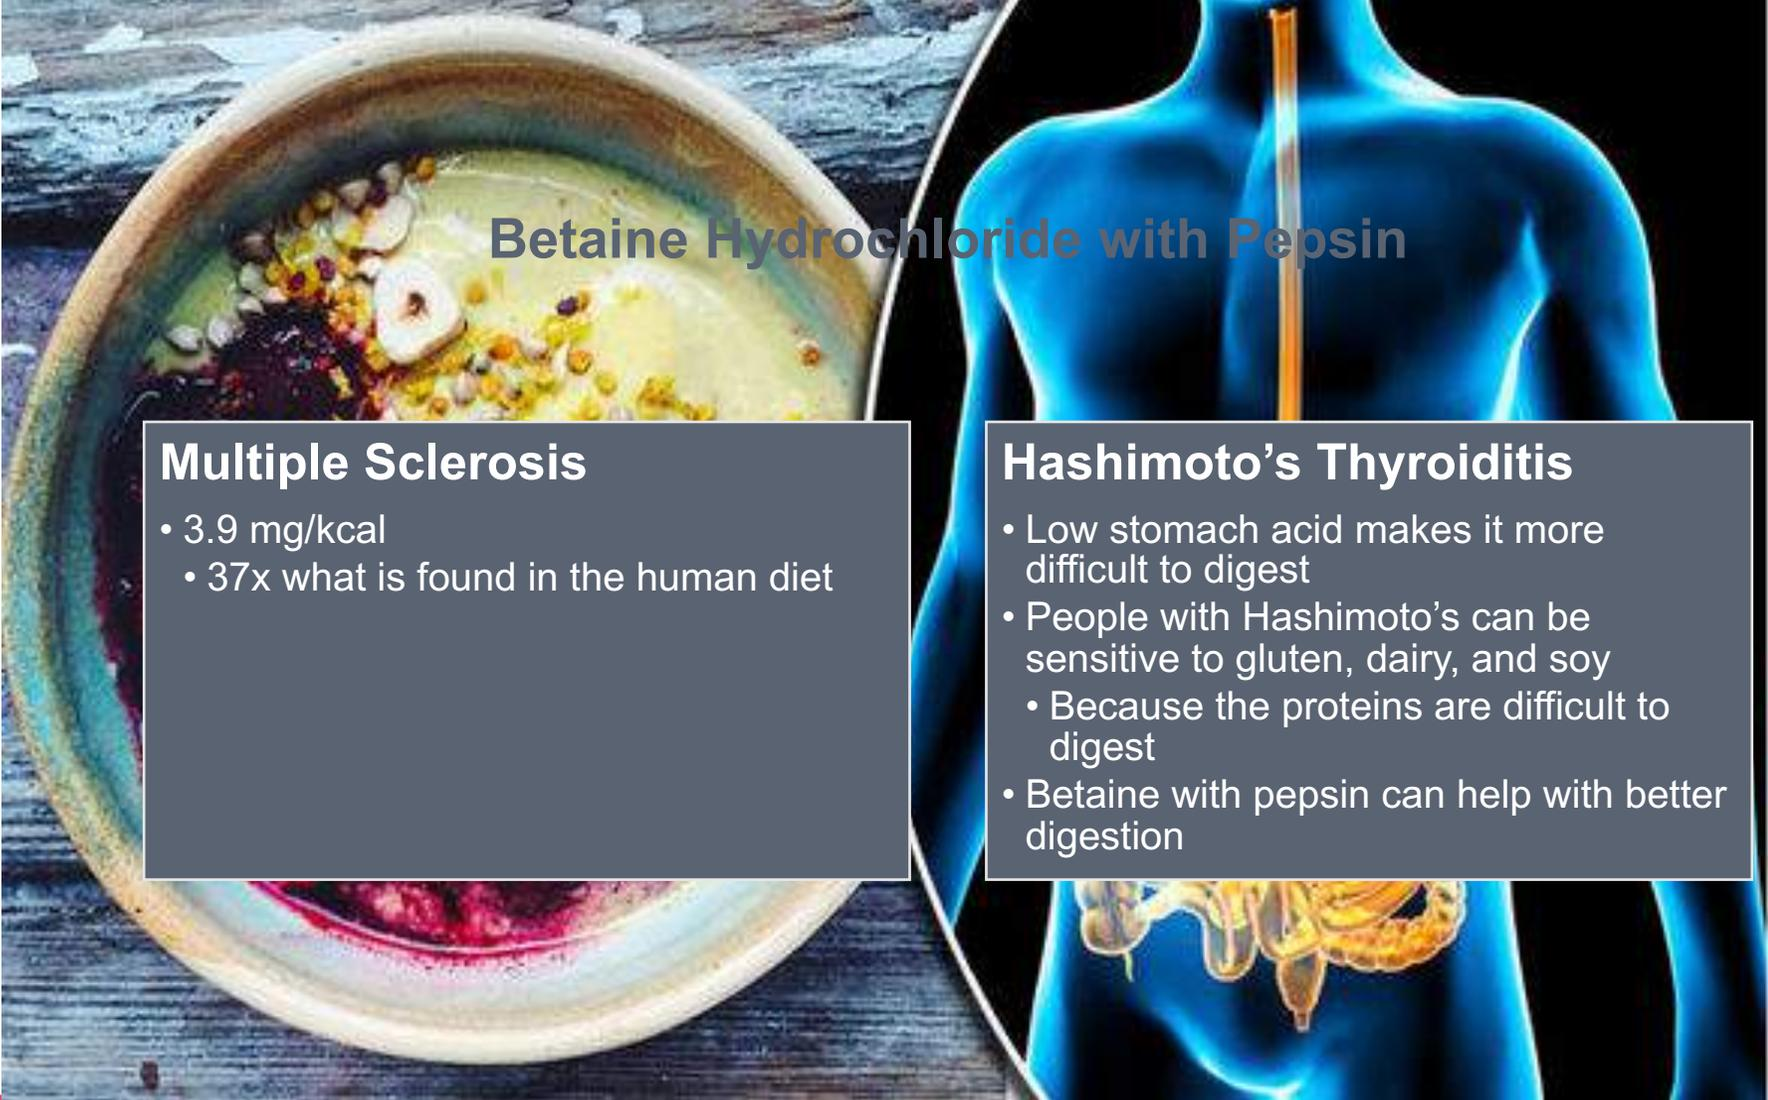 Betaine Hydrochloride with Pepsin
Multiple Sclerosis
• 3.9 mg/kcal
• 37x what is found in the human diet
Hashimoto’s Thyroiditis
• Low stomach acid makes it more
difficult to digest
• People with Hashimoto’s can be
sensitive to gluten, dairy, and soy
• Because the proteins are difficult to
digest
• Betaine with pepsin can help with better
digestion